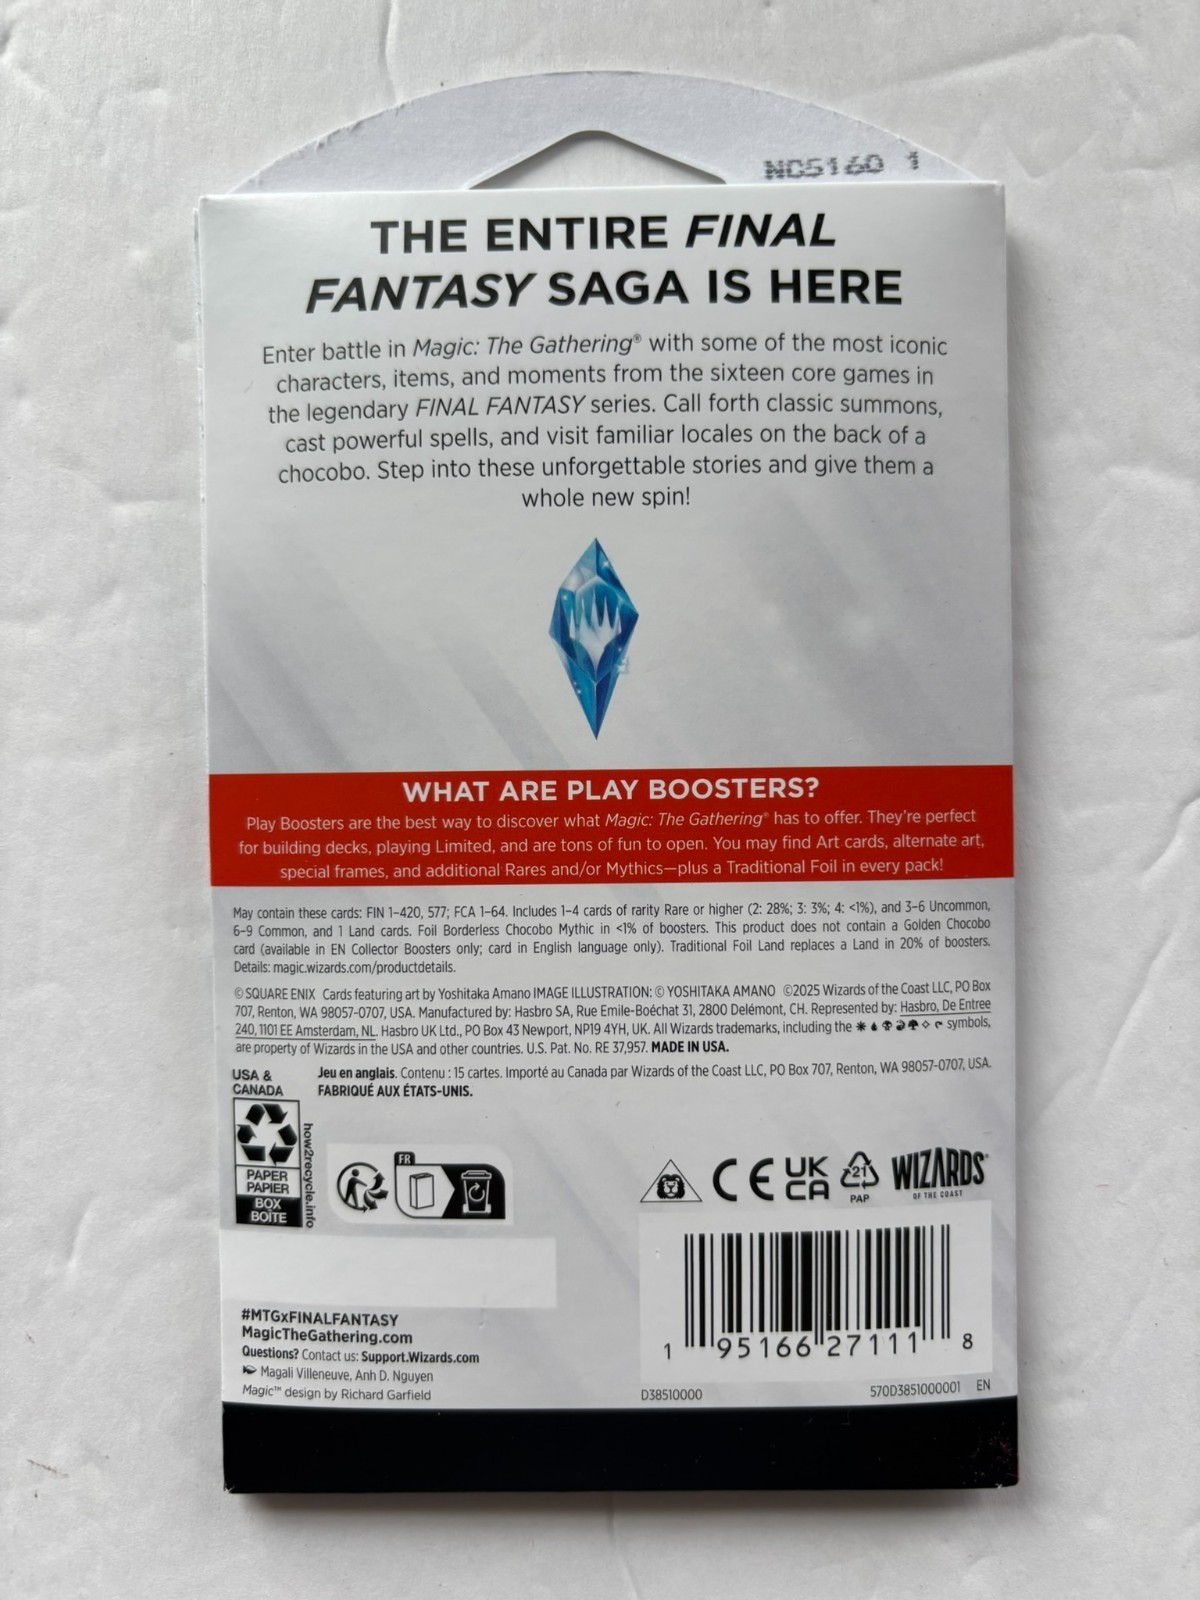 NC5160
THE ENTIRE FINAL
FANTASY SAGA IS HERE
Enter battle in Magic: The Gathering® with some of the most iconic
characters, items, and moments from the sixteen core games in
the legendary FINAL FANTASY series. Call forth classic summons,
cast powerful spells, and visit familiar locales on the back of a
chocobo. Step into these unforgettable stories and give them a
whole new spin!
WHAT ARE PLAY BOOSTERS?
Play Boosters are the best way to discover what Magic: The Gathering® has to offer. They're perfect
for building decks, playing Limited, and are tons of fun to open. You may find Art cards, alternate art,
special frames, and additional Rares and/or Mythics—plus a Traditional Foil in every pack!
May contain these cards: FIN 1–420, 577; FCA 1–64. Includes 1–4 cards of rarity Rare or higher (2: 28%; 3: 3%; 4: <1%), and 3–6 Uncommon,
6–9 Common, and 1 Land cards. Foil Borderless Chocobo Mythic in <1% of boosters. This product does not contain a Golden Chocobo
card (available in EN Collector Boosters only; card in English language only). Traditional Foil Land replaces a Land in 20% of boosters.
Details: magic.wizards.com/productdetails.
© SQUARE ENIX Cards featuring art by Yoshitaka Amano IMAGE ILLUSTRATION: © YOSHITAKA AMANO ©2025 Wizards of the Coast LLC, PO Box
707, Renton, WA 98057-0707, USA. Manufactured by: Hasbro SA, Rue Emile-Boéchat 31, 2800 Delémont, CH. Represented by: Hasbro, De Entree
240, 1101 EE Amsterdam, NL. Hasbro UK Ltd., PO Box 43 Newport, NP19 4YH, UK. All Wizards trademarks, including the symbols,
are property of Wizards in the USA and other countries. U.S. Pat. No. RE 37,957. MADE IN USA.
USA &
CANADA
Jeu en anglais. Contenu : 15 cartes. Importé au Canada par Wizards of the Coast LLC, PO Box 707, Renton, WA 98057-0707, USA.
FABRIQUÉ AUX ÉTATS-UNIS.
PAPER
PAPIER
BOX
BOÎTE
how2recycle.info
FR
CE
UK
CA
21
PAP
WIZARDS
OF THE COAST
#MTGxFINALFANTASY
MagicTheGathering.com
Questions? Contact us: Support.Wizards.com
Magali Villeneuve, Anh D. Nguyen
Magic™ design by Richard Garfield
1 95166 27111 8
D38510000
570D3851000001 EN